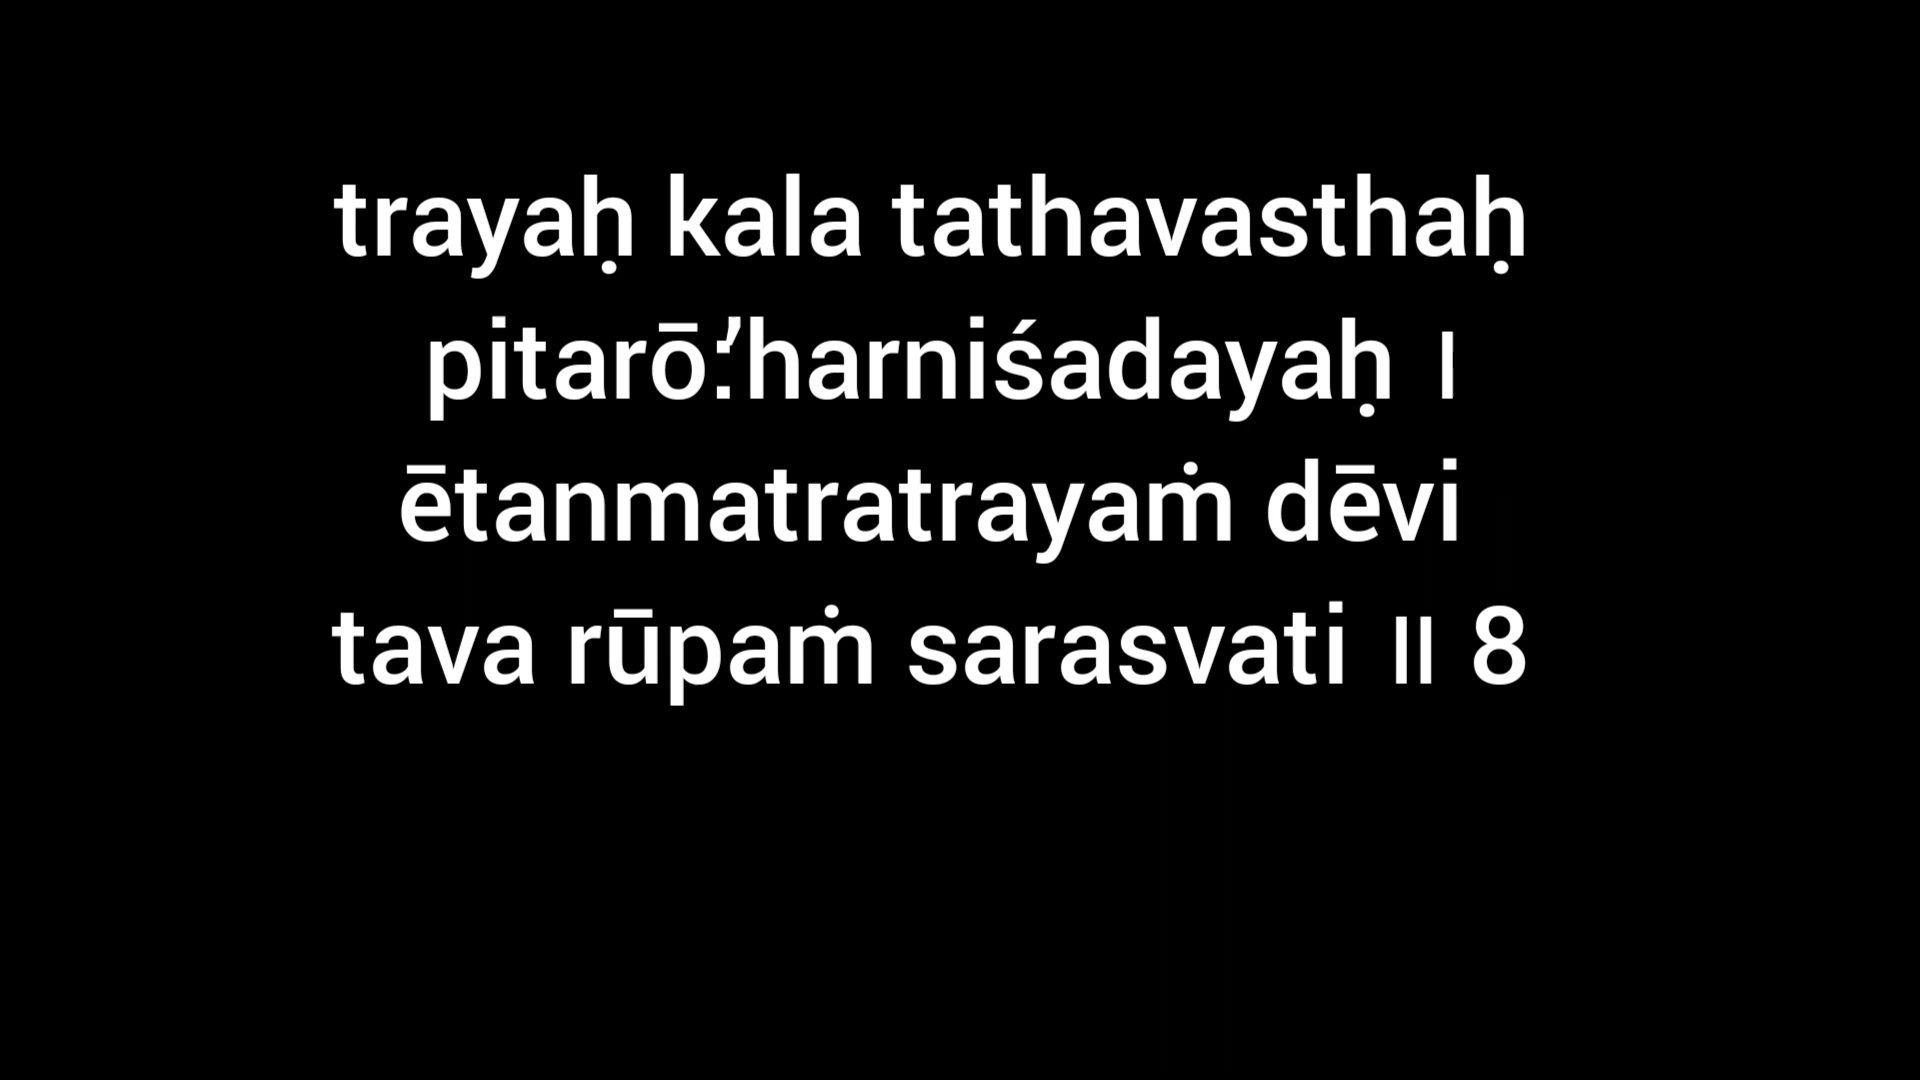 trayaḥ kala tathavasthaḥ
pitarō:'harniśadayaḥ ।
ētanmatratrayaṁ dēvi
tava rūpaṁ sarasvati ॥ 8